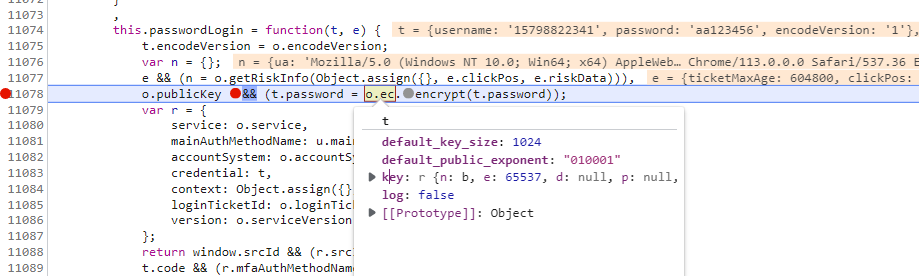 11072 }
11073 ,
11074 this.passwordLogin = function(t, e) { t = {username: '15798822341', password: 'aa123456', encodeVersion: '1'},
11075 t.encodeVersion = o.encodeVersion;
11076 var n = {}; n = {ua: 'Mozilla/5.0 (Windows NT 10.0; Win64; x64) AppleWeb… Chrome/113.0.0.0 Safari/537.36 E
11077 e && (n = o.getRiskInfo(Object.assign({}, e.clickPos, e.riskData))), e = {ticketMaxAge: 604800, clickPos:
11078 o.publicKey && (t.password = o.ec.encrypt(t.password));
11079 var r = {
11080 service: o.service,
11081 mainAuthMethodName: u.mai
11082 accountSystem: o.accountSy
11083 credential: t,
11084 context: Object.assign({}
11085 loginTicketId: o.loginTick
11086 version: o.serviceVersion
11087 };
11088 return window.srcId && (r.src
11089 t.code && (r.mfaAuthMethodNam
t
default_key_size: 1024
default_public_exponent: "010001"
key: r {n: b, e: 65537, d: null, p: null,
log: false
[[Prototype]]: Object